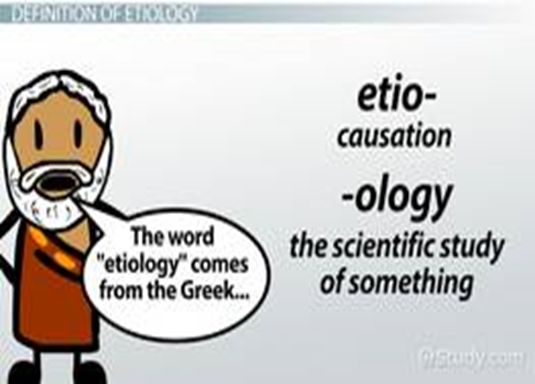 DEFINITION OF ETIOLOGY
etio-
causation
-ology
the scientific study
of something
The word
"etiology" comes
from the Greek...
@Study.com